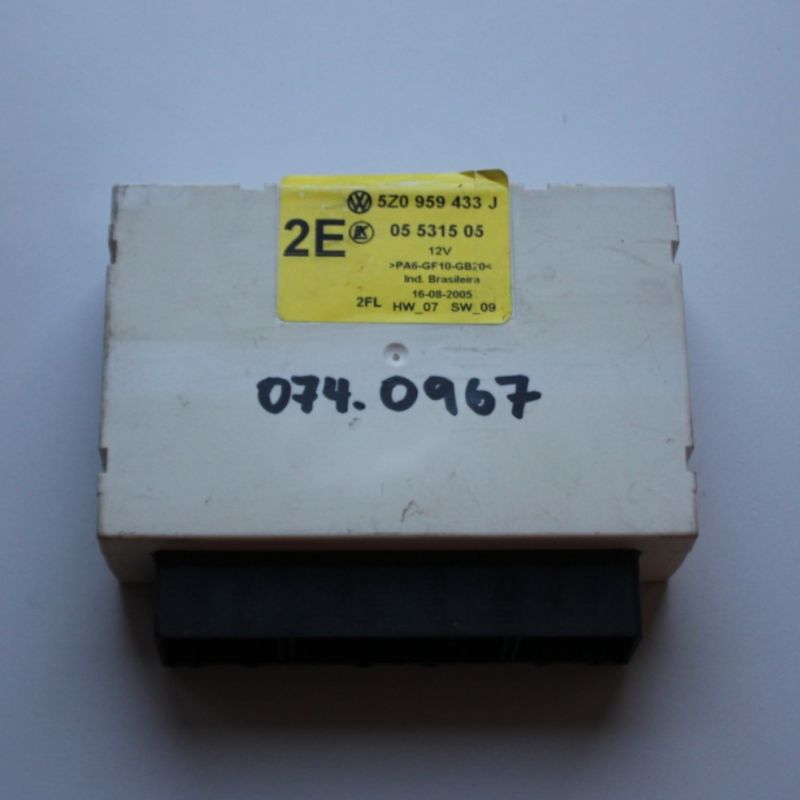 5Z0 959 433 J
2E 05 5315 05
12V
>PA6-GF10-GB20<
Ind. Brasileira
16-08-2005
2FL HW_07 SW_09
074.0967